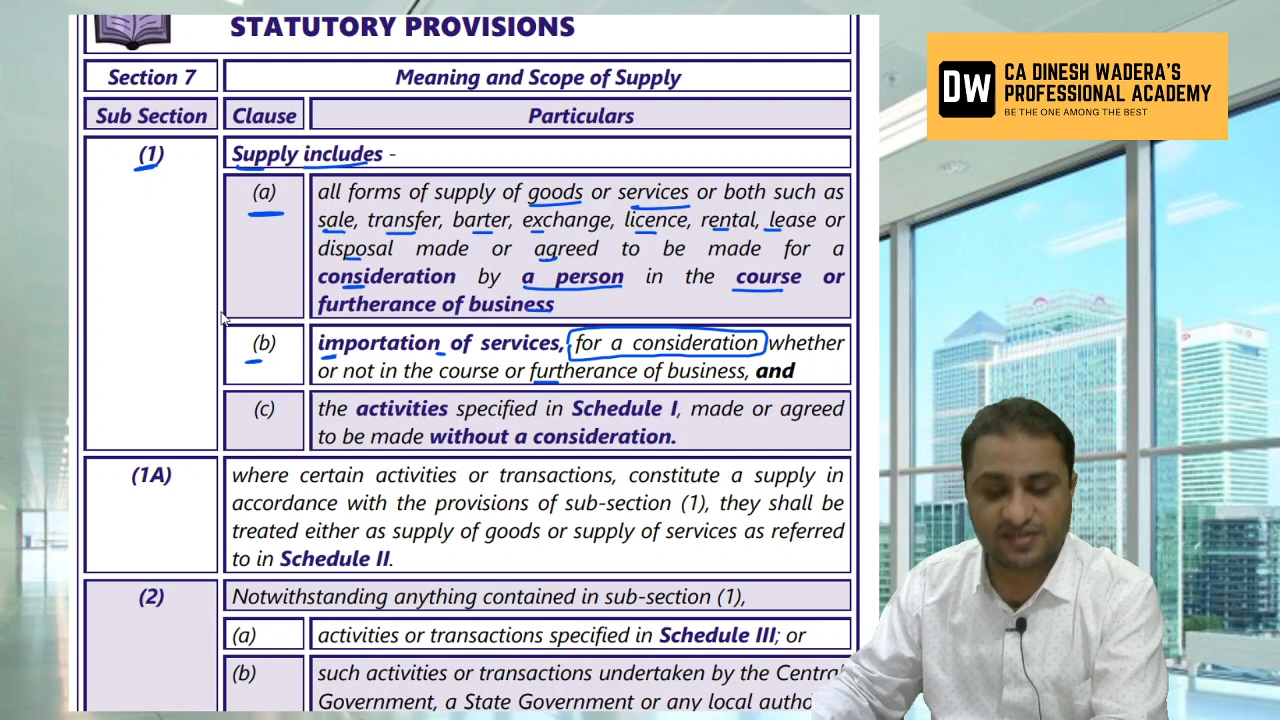 STATUTORY PROVISIONS
Section 7
Meaning and Scope of Supply
Sub Section
Clause
Particulars
(1)
Supply includes -
(a)
all forms of supply of goods or services or both such as
sale, transfer, barter, exchange, licence, rental, lease or
disposal made or agreed to be made for a
consideration by a person in the course or
furtherance of business
(b)
importation of services, for a consideration whether
or not in the course or furtherance of business, and
(c)
the activities specified in Schedule I, made or agreed
to be made without a consideration.
(1A)
where certain activities or transactions, constitute a supply in
accordance with the provisions of sub-section (1), they shall be
treated either as supply of goods or supply of services as referred
to in Schedule II.
(2)
Notwithstanding anything contained in sub-section (1),
(a)
activities or transactions specified in Schedule III; or
(b)
such activities or transactions undertaken by the Central
Government, a State Government or any local
DW
CA DINESH WADERA'S
PROFESSIONAL ACADEMY
BE THE ONE AMONG THE BEST